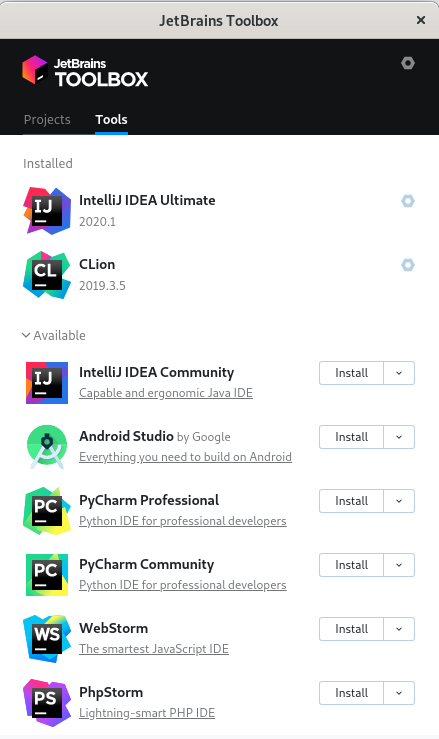 JetBrains Toolbox
JetBrains
TOOLBOX
Projects Tools
Installed
IJ IntelliJ IDEA Ultimate
2020.1
CL CLion
2019.3.5
Available
IJ IntelliJ IDEA Community Install
Capable and ergonomic Java IDE
Android Studio by Google Install
Everything you need to build on Android
PC PyCharm Professional Install
Python IDE for professional developers
PC PyCharm Community Install
Python IDE for professional developers
WS WebStorm Install
The smartest JavaScript IDE
PS PhpStorm Install
Lightning-smart PHP IDE